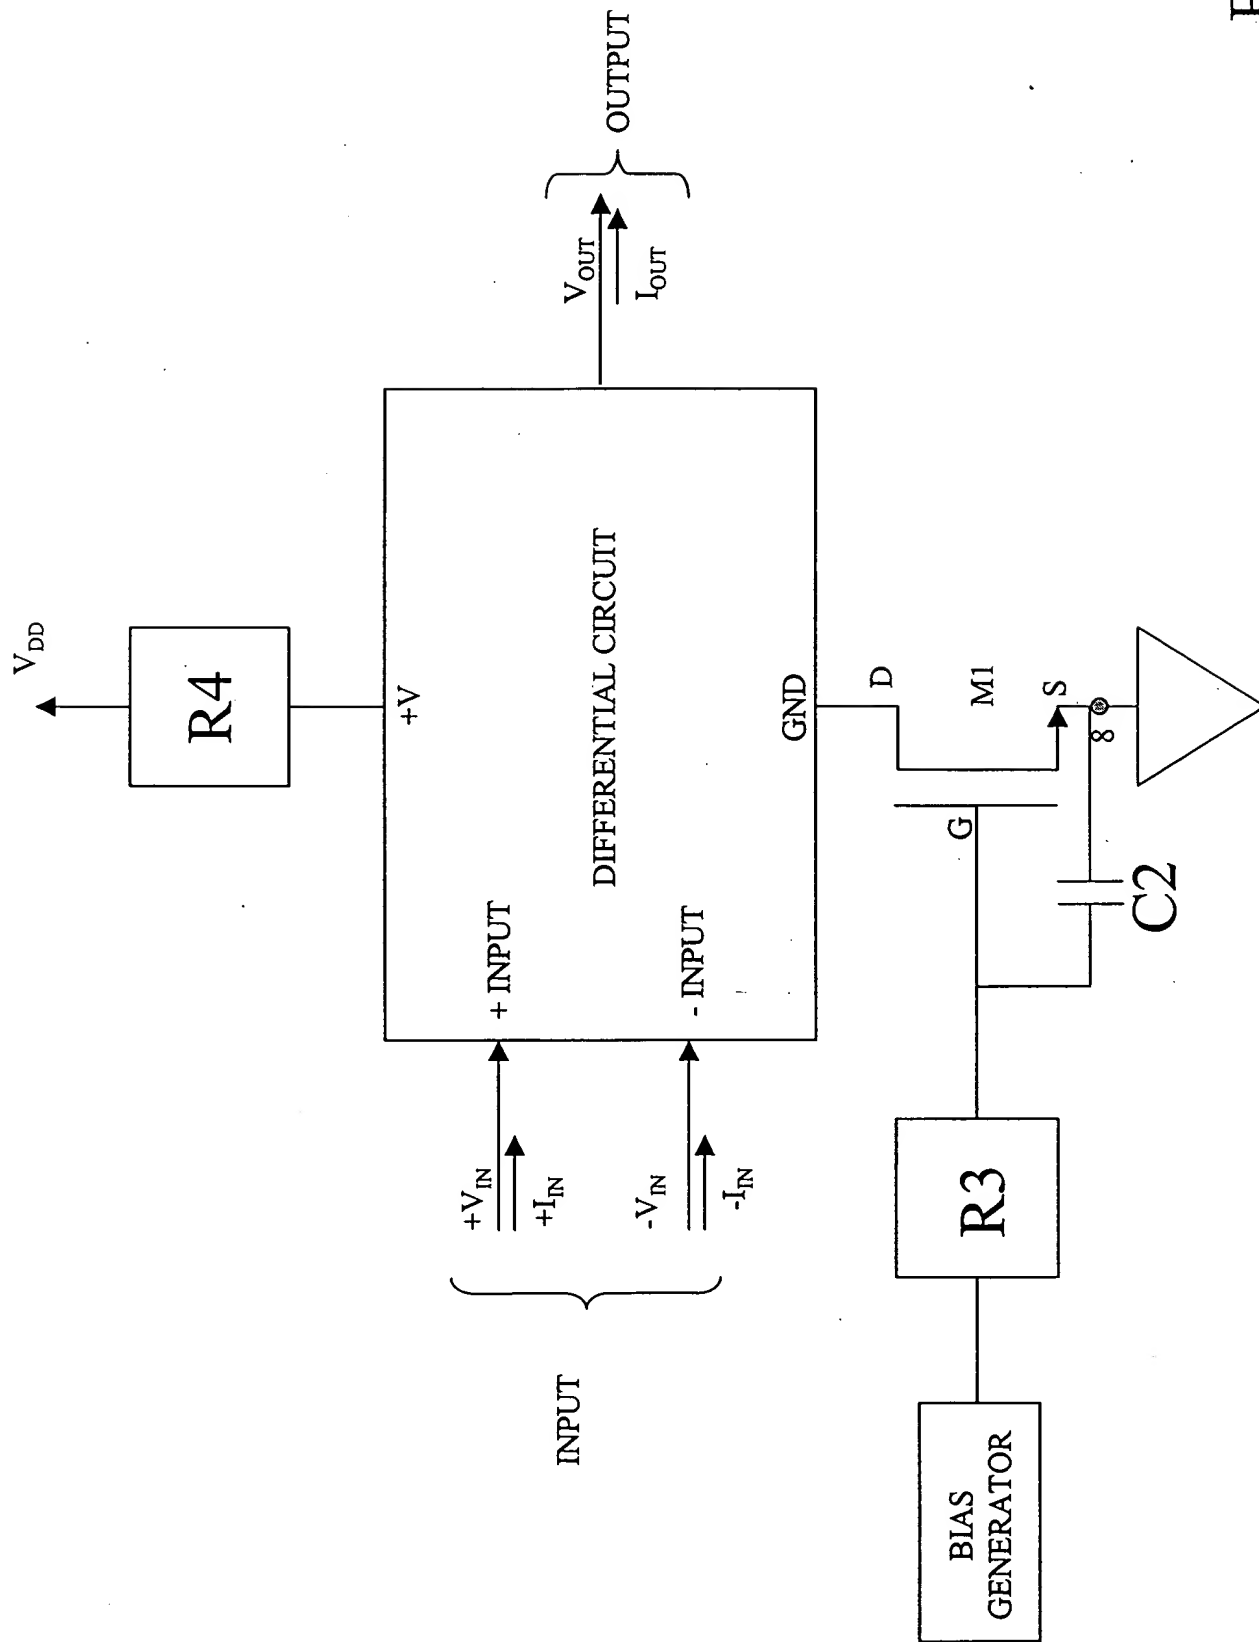 V_DD
R4
+V
+ INPUT
- INPUT
DIFFERENTIAL CIRCUIT
GND
INPUT
+V_IN
+I_IN
-V_IN
-I_IN
V_OUT
I_OUT
OUTPUT
D
M1
S
8
G
C2
R3
BIAS
GENERATOR